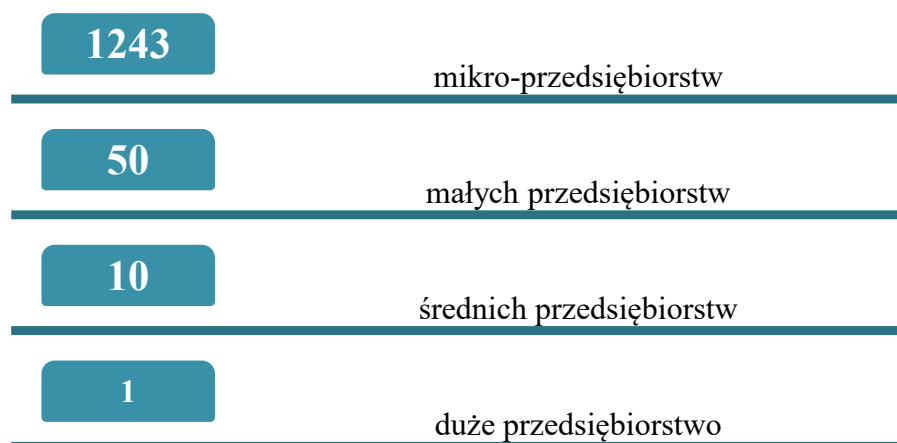 1243
mikro-przedsiębiorstw
50
małych przedsiębiorstw
10
średnich przedsiębiorstw
1
duże przedsiębiorstwo